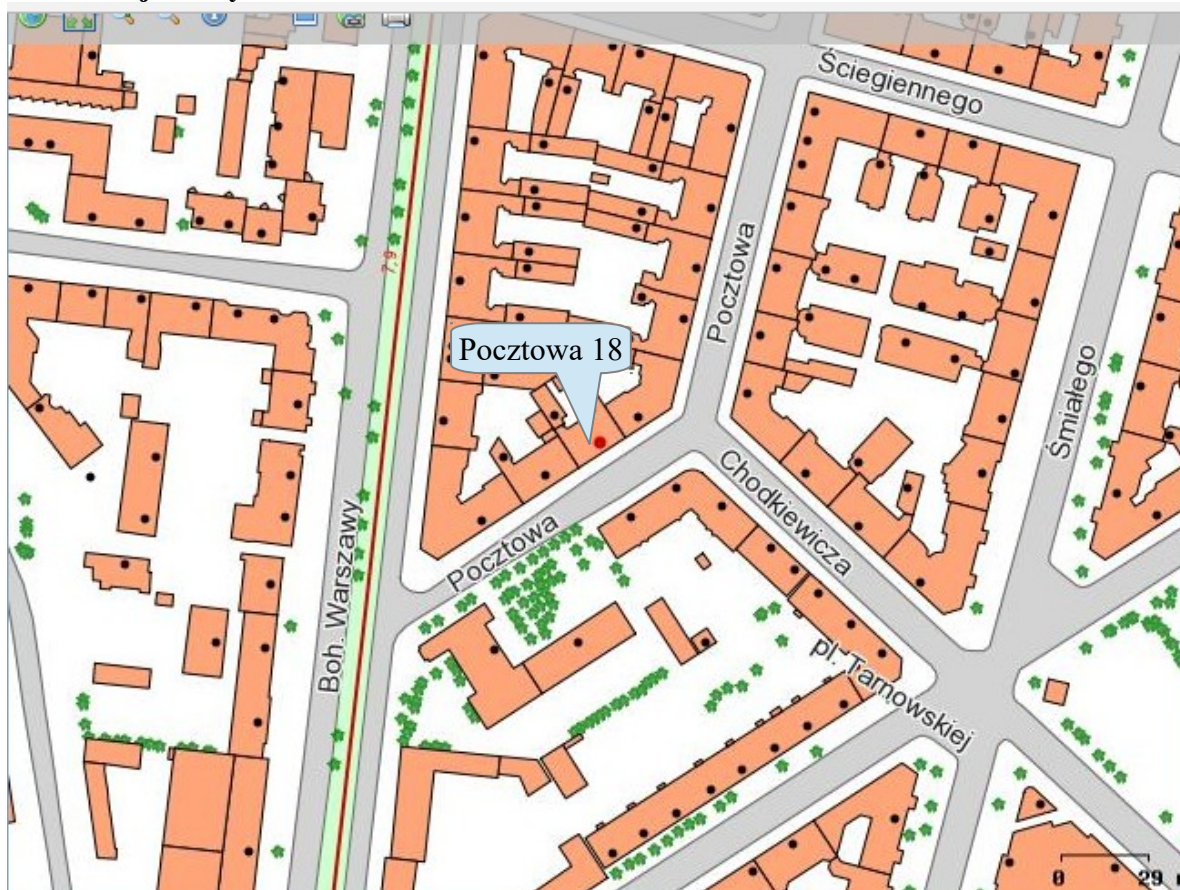 Ściegiennego
7,9
Pocztowa
Pocztowa 18
Śmiałego
Chodkiewicza
Boh. Warszawy
Pocztowa
pl. Tarnowskiej
0 29